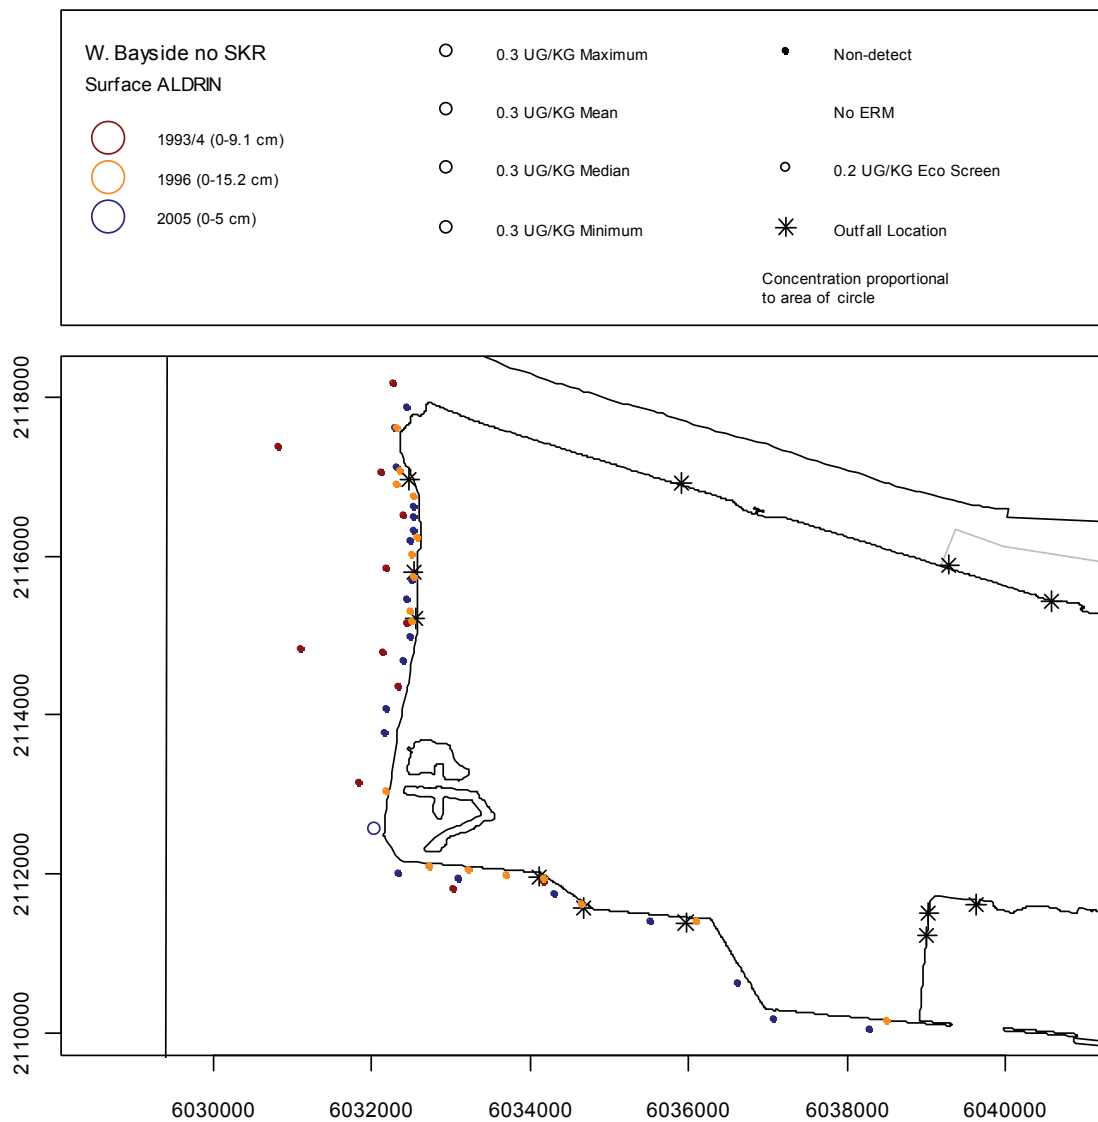 W. Bayside no SKR
Surface ALDRIN
1993/4 (0-9.1 cm)
1996 (0-15.2 cm)
2005 (0-5 cm)
0.3 UG/KG Maximum
0.3 UG/KG Mean
0.3 UG/KG Median
0.3 UG/KG Minimum
Non-detect
No ERM
0.2 UG/KG Eco Screen
Outfall Location
Concentration proportional
to area of circle
2118000
2116000
2114000
2112000
2110000
6030000 6032000 6034000 6036000 6038000 6040000